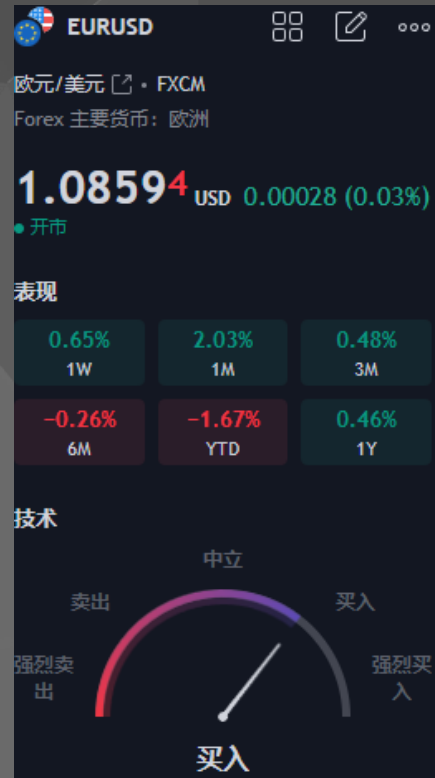 EURUSD
欧元/美元 · FXCM
Forex 主要货币：欧洲
1.08594 USD 0.00028 (0.03%)
开市
表现
0.65% 2.03% 0.48%
1W 1M 3M
−0.26% −1.67% 0.46%
6M YTD 1Y
技术
中立
卖出 买入
强烈卖 强烈买
出 入
买入